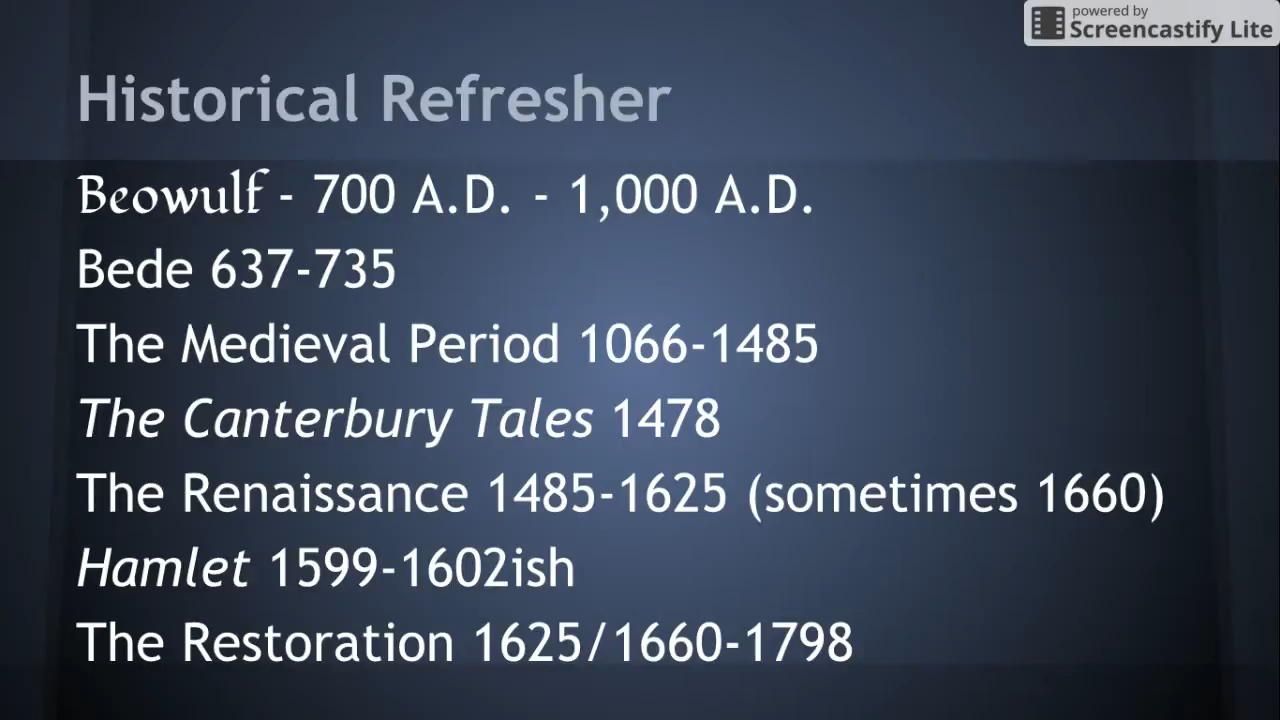 powered by
Screencastify Lite
Historical Refresher
Beowulf - 700 A.D. - 1,000 A.D.
Bede 637-735
The Medieval Period 1066-1485
The Canterbury Tales 1478
The Renaissance 1485-1625 (sometimes 1660)
Hamlet 1599-1602ish
The Restoration 1625/1660-1798